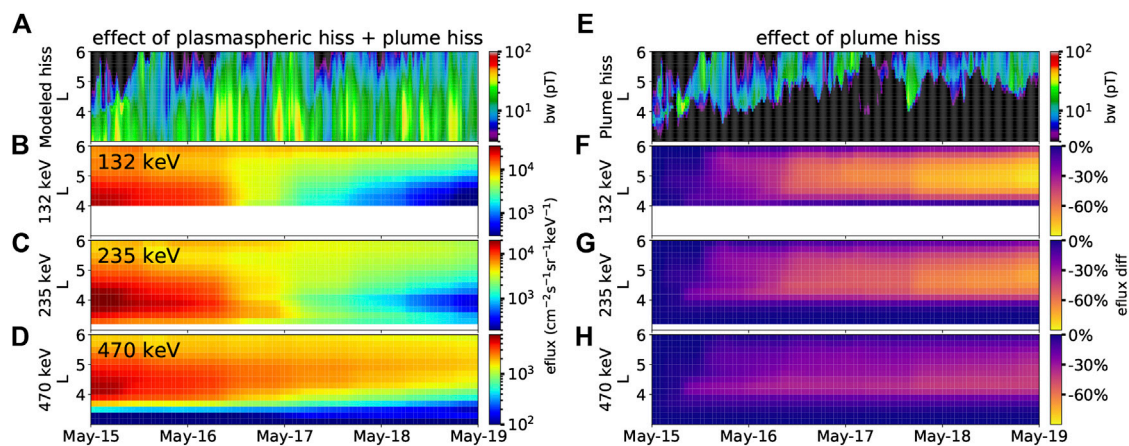 A
effect of plasmaspheric hiss + plume hiss
Modeled hiss
L
6
4
10²
10¹
bw (pT)
B
132 keV
132 keV
L
6
5
4
10⁴
10³
C
235 keV
235 keV
L
6
5
4
10⁴
10³
eflux (cm⁻²s⁻¹sr⁻¹keV⁻¹)
D
470 keV
470 keV
L
6
5
4
10³
10²
May-15 May-16 May-17 May-18 May-19
E
effect of plume hiss
Plume hiss
L
6
4
10²
10¹
bw (pT)
F
132 keV
L
6
5
4
0%
-30%
-60%
G
235 keV
L
6
5
4
0%
-30%
-60%
eflux diff
H
470 keV
L
6
5
4
0%
-30%
-60%
May-15 May-16 May-17 May-18 May-19